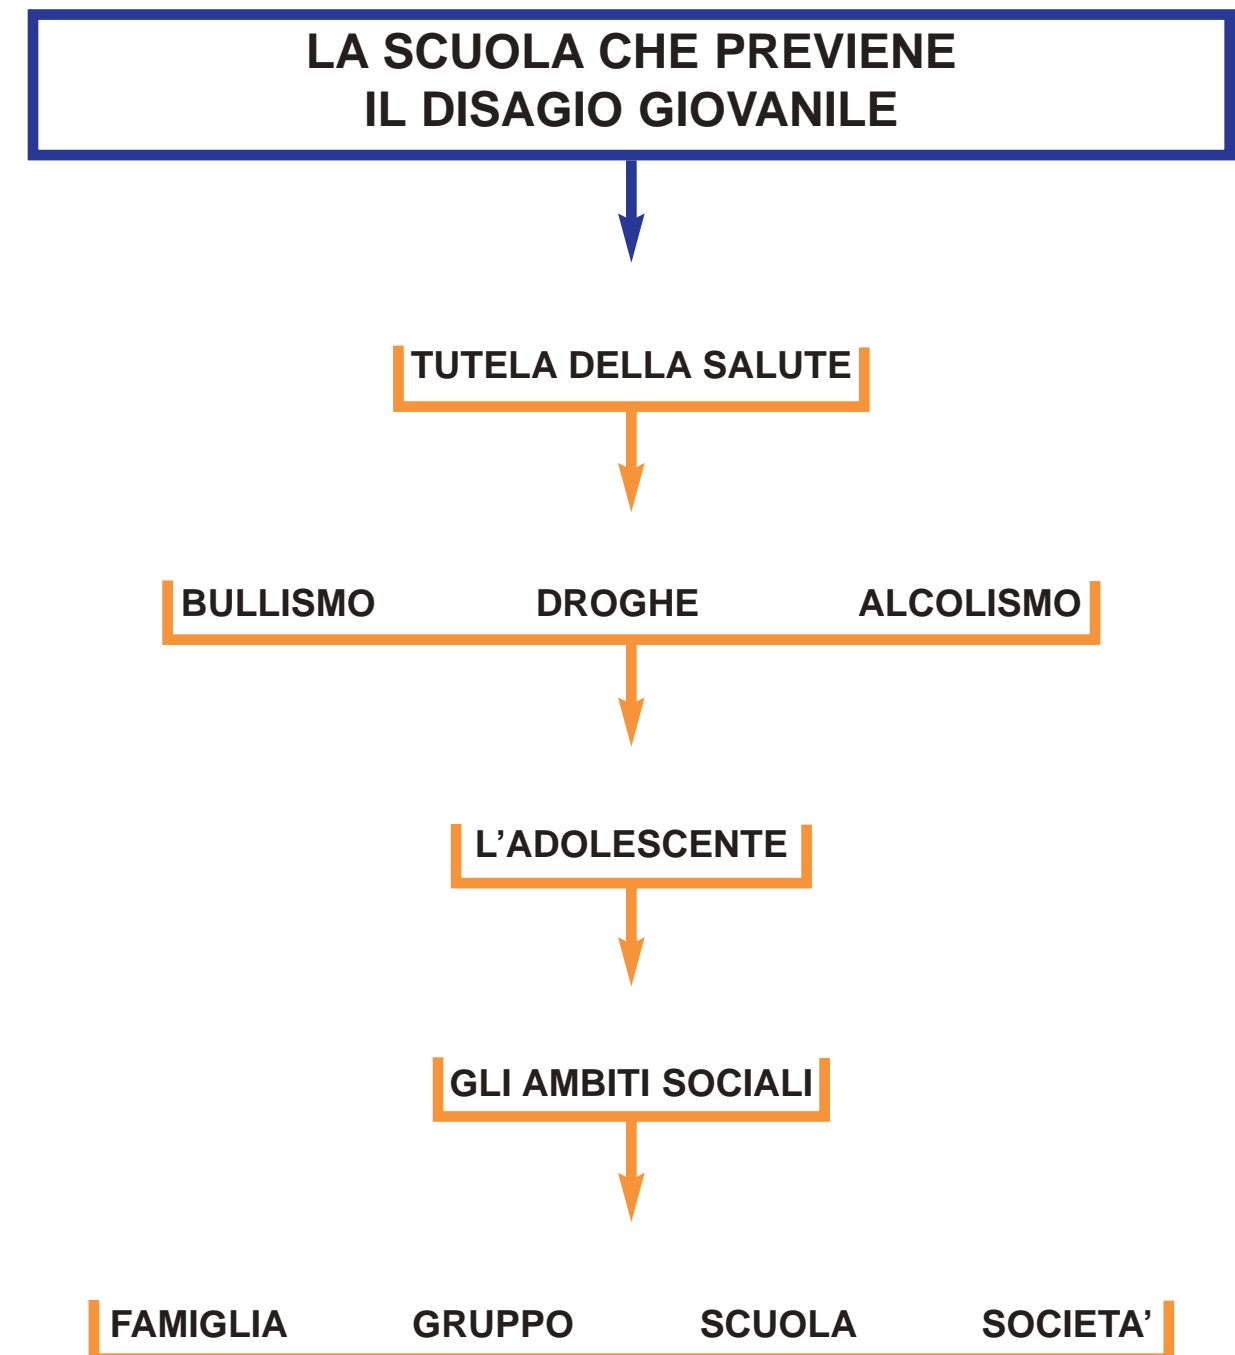 LA SCUOLA CHE PREVIENE
IL DISAGIO GIOVANILE
TUTELA DELLA SALUTE
BULLISMO DROGHE ALCOLISMO
L’ADOLESCENTE
GLI AMBITI SOCIALI
FAMIGLIA GRUPPO SCUOLA SOCIETA’